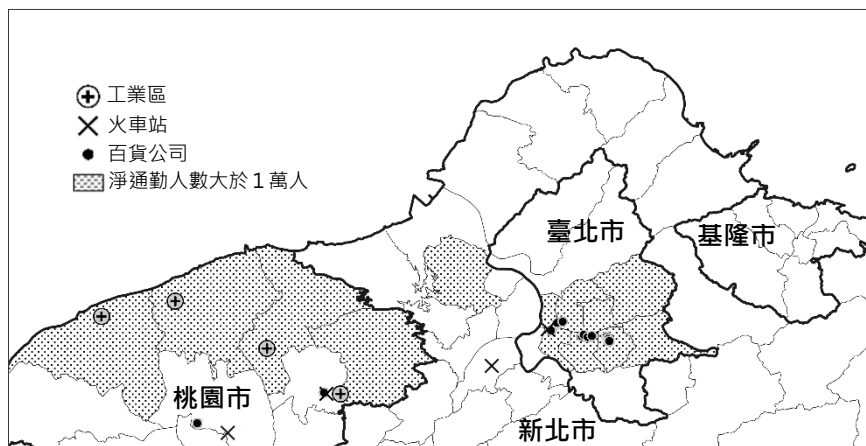 工業區
火車站
百貨公司
淨通勤人數大於1萬人
臺北市
基隆市
桃園市
新北市